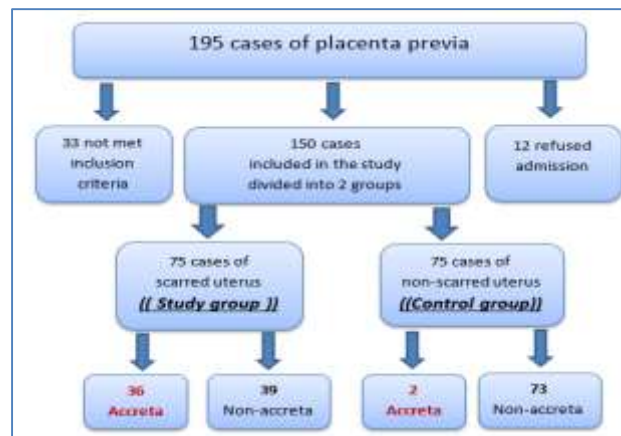 195 cases of placenta previa
33 not met
inclusion
criteria
150 cases
included in the study
divided into 2 groups
12 refused
admission
75 cases of
scarred uterus
(( Study group ))
75 cases of
non-scarred uterus
((Control group))
36
Accreta
39
Non-accreta
2
Accreta
73
Non-accreta